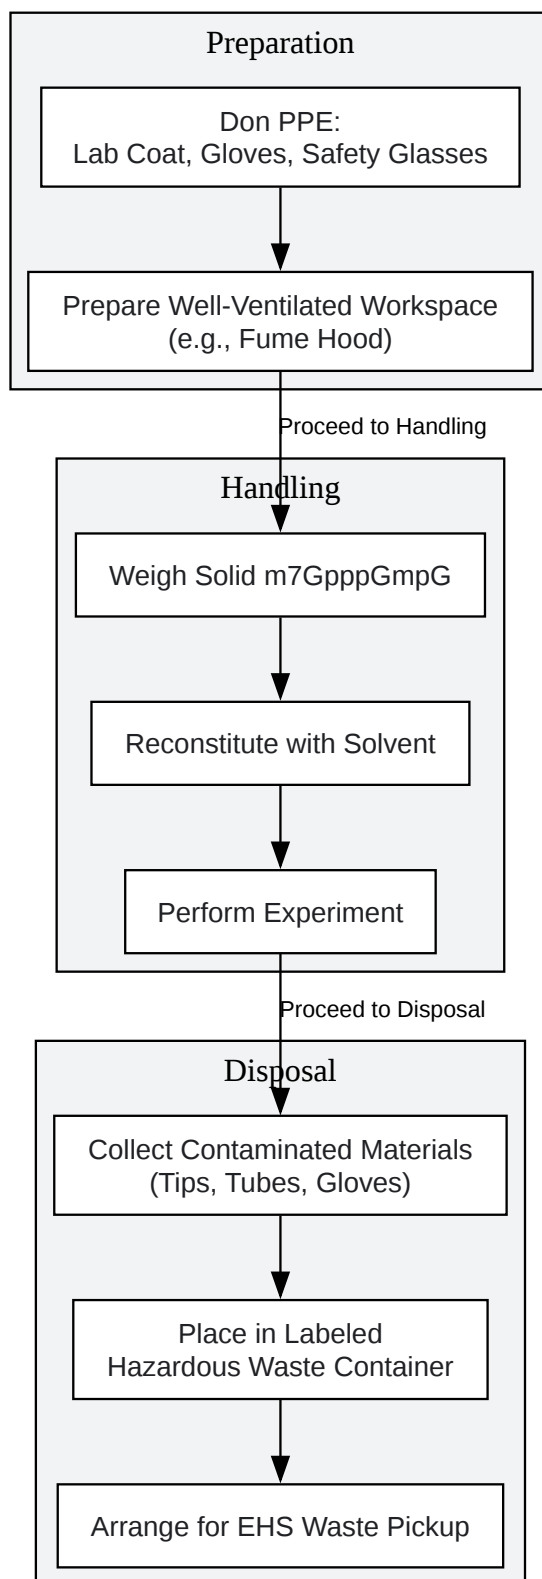 Preparation
Don PPE:
Lab Coat, Gloves, Safety Glasses
Prepare Well-Ventilated Workspace
(e.g., Fume Hood)
Proceed to Handling
Handling
Weigh Solid m7GpppGmpG
Reconstitute with Solvent
Perform Experiment
Proceed to Disposal
Disposal
Collect Contaminated Materials
(Tips, Tubes, Gloves)
Place in Labeled
Hazardous Waste Container
Arrange for EHS Waste Pickup